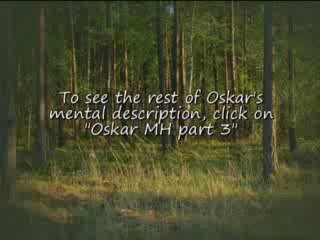 To see the rest of Oskar's
mental description, click on
"Oskar MH part 3"